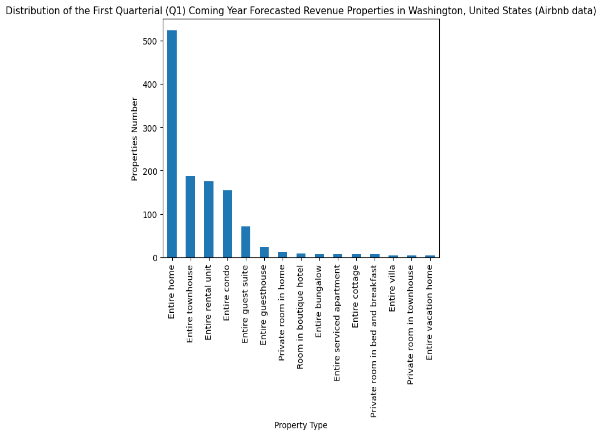 Distribution of the First Quarterial (Q1) Coming Year Forecasted Revenue Properties in Washington, United States (Airbnb data)
500
400
300
200
100
0
Properties Number
Entire home
Entire townhouse
Entire rental unit
Entire condo
Entire guest suite
Entire guesthouse
Private room in home
Room in boutique hotel
Entire bungalow
Entire serviced apartment
Entire cottage
Private room in bed and breakfast
Entire villa
Private room in townhouse
Entire vacation home
Property Type